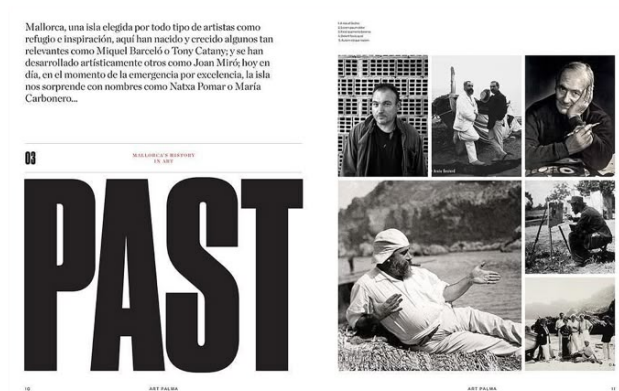 Mallorca, una isla elegida por todo tipo de artistas como
refugio e inspiración, aquí han nacido y crecido algunos tan
relevantes como Miquel Barceló o Tony Catany; y se han
desarrollado artísticamente otros como Joan Miró; hoy en
día, en el momento de la emergencia por excelencia, la isla
nos sorprende con nombres como Natxa Pomar o María
Carbonero...
03
MALLORCA'S HISTORY
IN ART
PAST
10
ART PALMA
ART PALMA
11